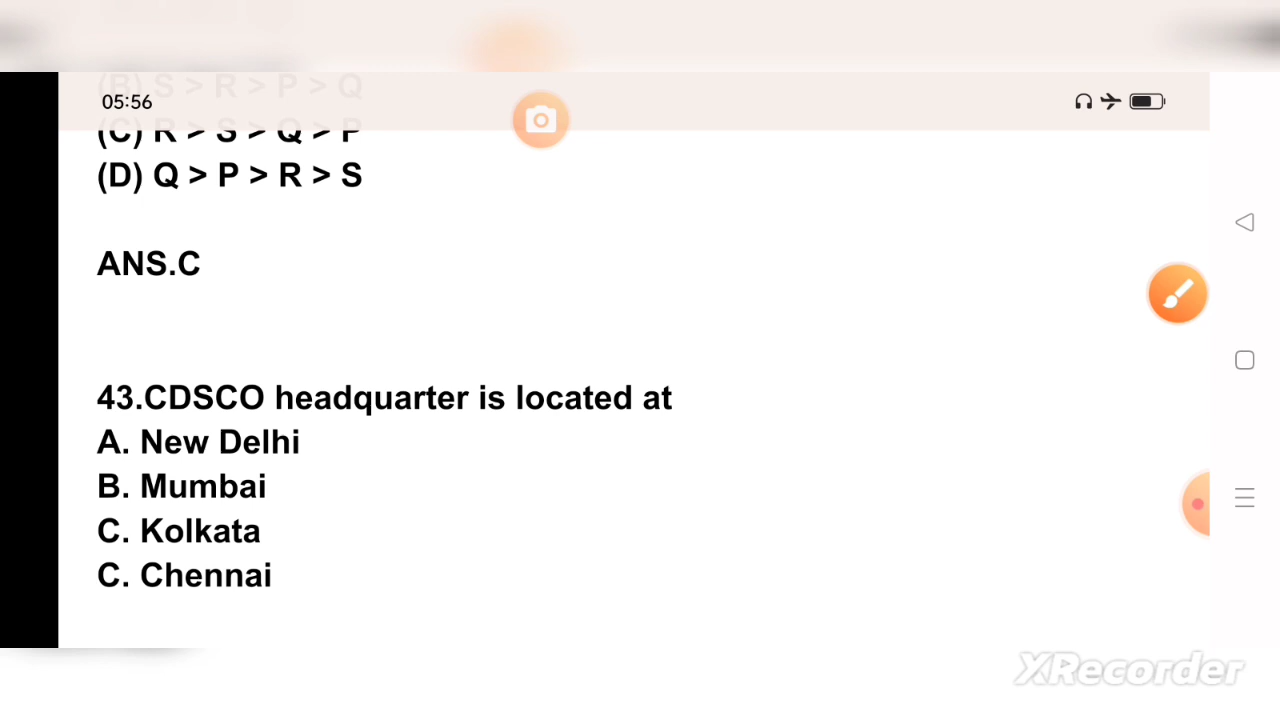 (B) S > R > P > Q
05:56
(C) R > S > Q > P
(D) Q > P > R > S
ANS.C
43.CDSCO headquarter is located at
A. New Delhi
B. Mumbai
C. Kolkata
C. Chennai
XRecorder